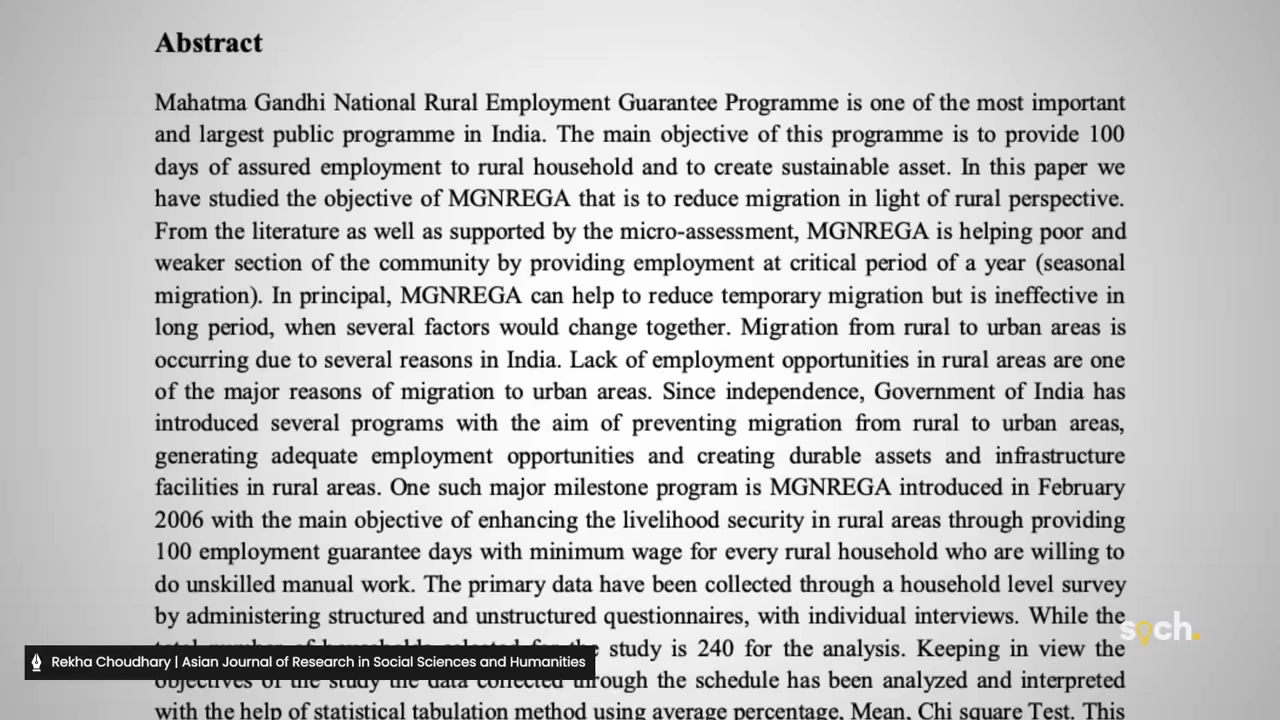 Abstract
Mahatma Gandhi National Rural Employment Guarantee Programme is one of the most important
and largest public programme in India. The main objective of this programme is to provide 100
days of assured employment to rural household and to create sustainable asset. In this paper we
have studied the objective of MGNREGA that is to reduce migration in light of rural perspective.
From the literature as well as supported by the micro-assessment, MGNREGA is helping poor and
weaker section of the community by providing employment at critical period of a year (seasonal
migration). In principal, MGNREGA can help to reduce temporary migration but is ineffective in
long period, when several factors would change together. Migration from rural to urban areas is
occurring due to several reasons in India. Lack of employment opportunities in rural areas are one
of the major reasons of migration to urban areas. Since independence, Government of India has
introduced several programs with the aim of preventing migration from rural to urban areas,
generating adequate employment opportunities and creating durable assets and infrastructure
facilities in rural areas. One such major milestone program is MGNREGA introduced in February
2006 with the main objective of enhancing the livelihood security in rural areas through providing
100 employment guarantee days with minimum wage for every rural household who are willing to
do unskilled manual work. The primary data have been collected through a household level survey
by administering structured and unstructured questionnaires, with individual interviews. While the
study is 240 for the analysis. Keeping in view the
soch.
Rekha Choudhary | Asian Journal of Research in Social Sciences and Humanities
objectives of the study the data collected through the schedule has been analyzed and interpreted
with the help of statistical tabulation method using average percentage, Mean, Chi square Test. This